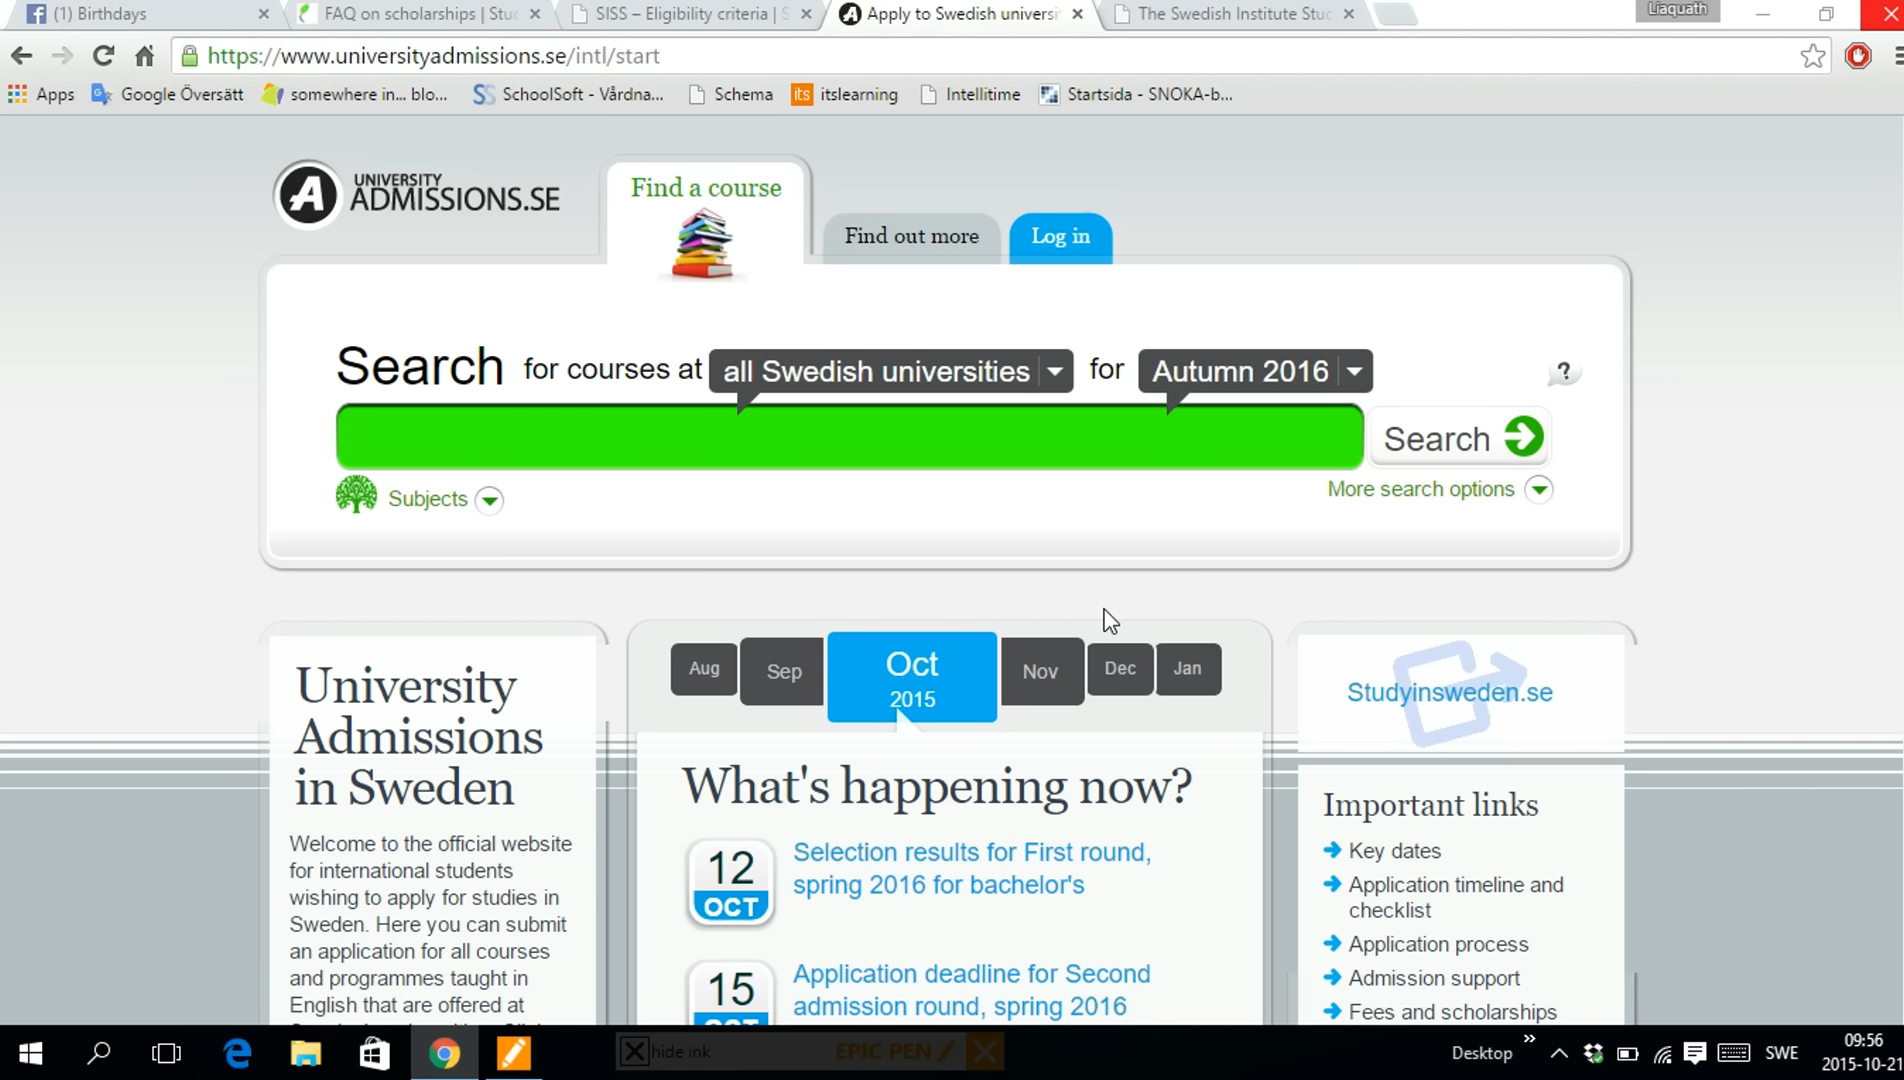 (1) Birthdays
FAQ on scholarships | Stu
SISS – Eligibility criteria | S
Apply to Swedish universi
The Swedish Institute Stu
Liaquath
https://www.universityadmissions.se/intl/start
Apps
Google Översätt
somewhere in... blo...
SchoolSoft - Vårdna...
Schema
its itslearning
Intellitime
Startsida - SNOKA-b...
UNIVERSITY
ADMISSIONS.SE
Find a course
Find out more
Log in
Search for courses at all Swedish universities for Autumn 2016
?
Search
Subjects
More search options
University
Admissions
in Sweden
Welcome to the official website
for international students
wishing to apply for studies in
Sweden. Here you can submit
an application for all courses
and programmes taught in
English that are offered at
Aug
Sep
Oct
2015
Nov
Dec
Jan
What's happening now?
12
OCT
Selection results for First round,
spring 2016 for bachelor's
15
OCT
Application deadline for Second
admission round, spring 2016
Studyinsweden.se
Important links
Key dates
Application timeline and
checklist
Application process
Admission support
Fees and scholarships
hide ink
EPIC PEN
Desktop
SWE
09:56
2015-10-21